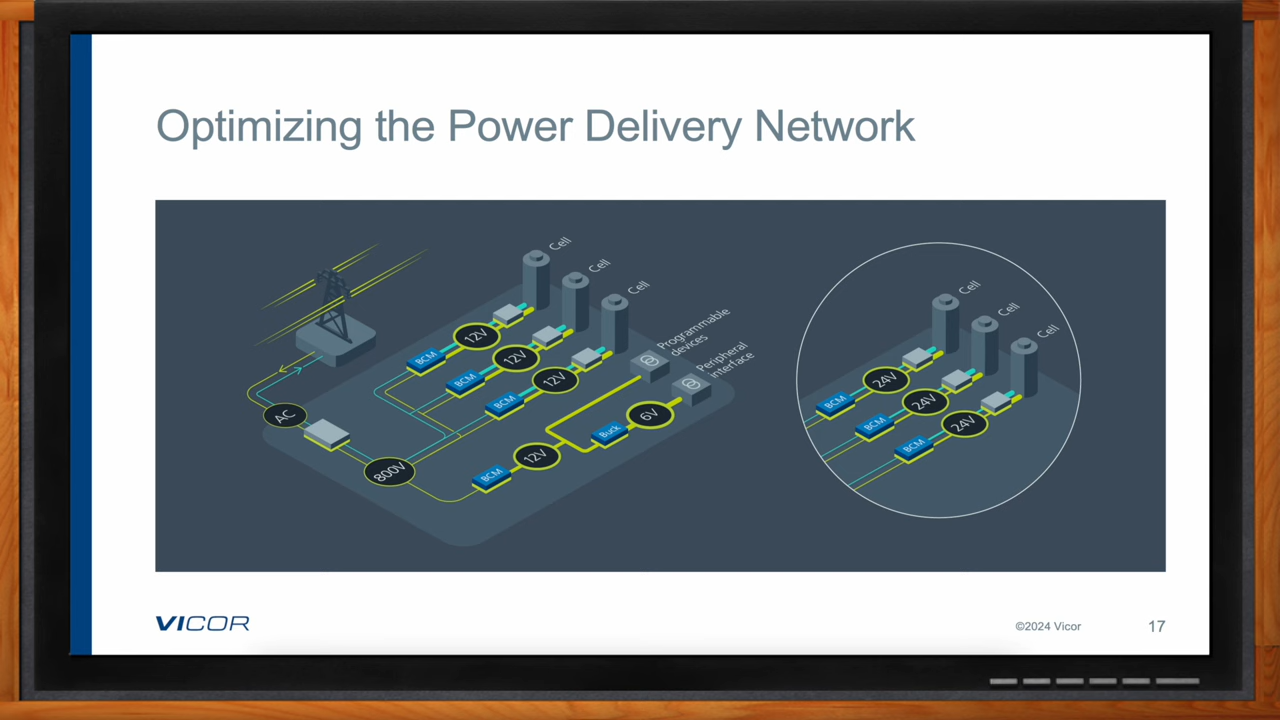 Optimizing the Power Delivery Network
Cell
Cell
Cell
12V
12V
12V
BCM
BCM
BCM
Programmable
devices
Peripheral
interface
AC
800V
BCM
12V
Buck
6V
Cell
Cell
Cell
24V
24V
24V
BCM
BCM
BCM
VICOR
©2024 Vicor
17